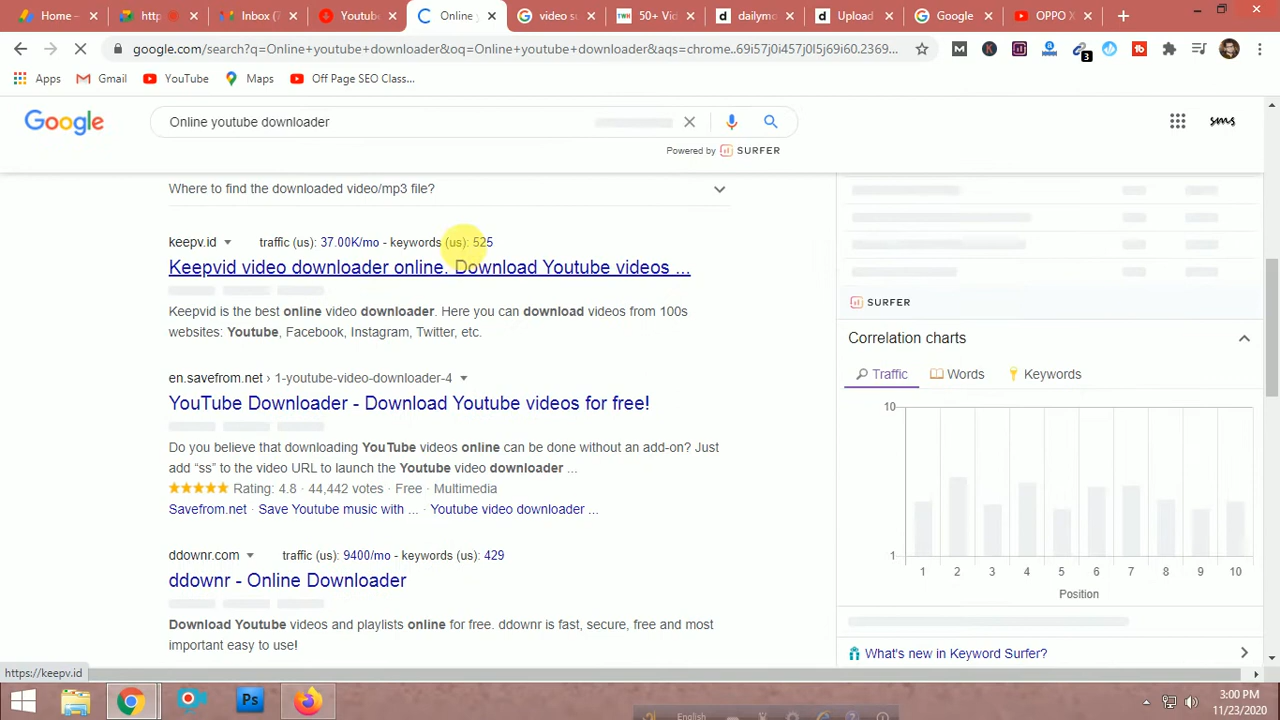 Home -
http
Inbox (7
Youtub
Online y
video su
50+ Vid
dailymo
Upload
Google
OPPO X
google.com/search?q=Online+youtube+downloader&oq=Online+youtube+downloader&aqs=chrome..69i57j0i457j0l5j69i60.2369...
3
Apps
Gmail
YouTube
Maps
Off Page SEO Class...
Google
Online youtube downloader
sms
Powered by SURFER
Where to find the downloaded video/mp3 file?
keepv.id traffic (us): 37.00K/mo - keywords (us): 525
Keepvid video downloader online. Download Youtube videos ...
Keepvid is the best online video downloader. Here you can download videos from 100s
websites: Youtube, Facebook, Instagram, Twitter, etc.
en.savefrom.net › 1-youtube-video-downloader-4
YouTube Downloader - Download Youtube videos for free!
Do you believe that downloading YouTube videos online can be done without an add-on? Just
add “ss” to the video URL to launch the Youtube video downloader ...
Rating: 4.8 · 44,442 votes · Free · Multimedia
Savefrom.net · Save Youtube music with ... · Youtube video downloader ...
ddownr.com traffic (us): 9400/mo - keywords (us): 429
ddownr - Online Downloader
Download Youtube videos and playlists online for free. ddownr is fast, secure, free and most
important easy to use!
SURFER
Correlation charts
Traffic
Words
Keywords
10
1
1 2 3 4 5 6 7 8 9 10
Position
What's new in Keyword Surfer?
https://keepv.id
Ps
English
3:00 PM
11/23/2020